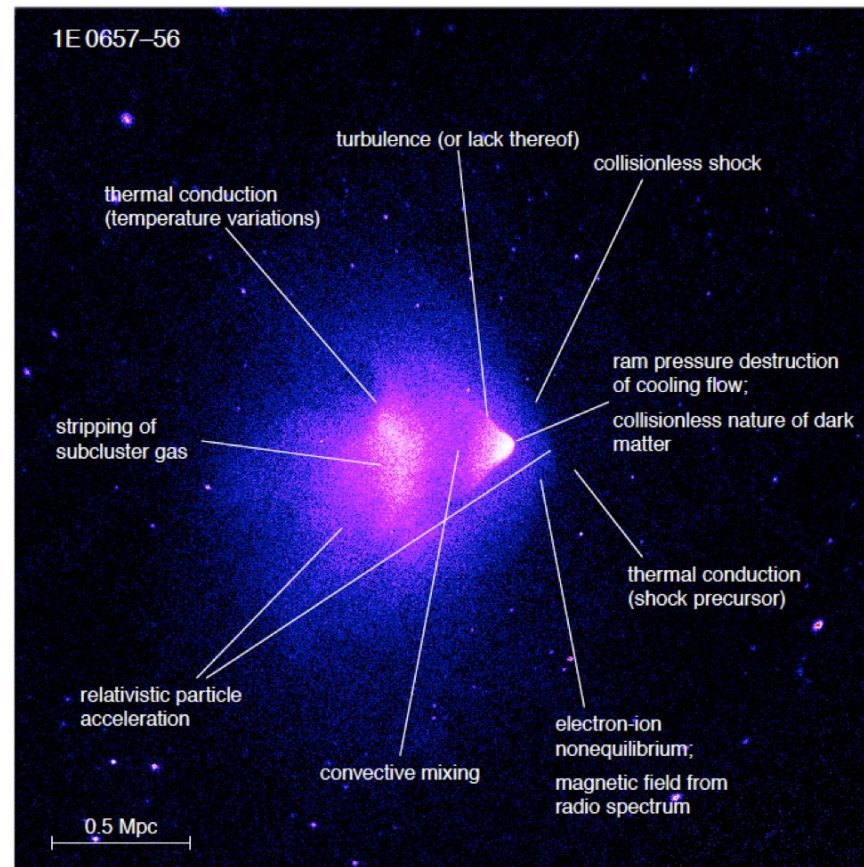 1E 0657–56
turbulence (or lack thereof)
collisionless shock
thermal conduction
(temperature variations)
ram pressure destruction
of cooling flow;
collisionless nature of dark
matter
stripping of
subcluster gas
thermal conduction
(shock precursor)
relativistic particle
acceleration
electron-ion
nonequilibrium;
magnetic field from
radio spectrum
convective mixing
0.5 Mpc